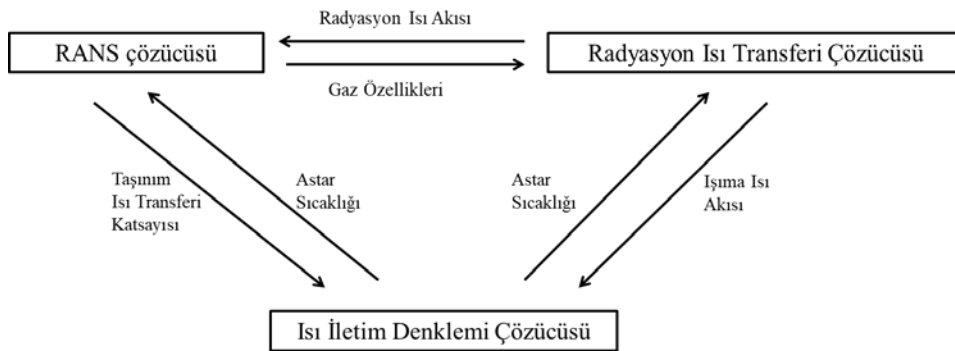 Radyasyon Isı Akısı
RANS çözücüsü
Radyasyon Isı Transferi Çözücüsü
Gaz Özellikleri
Taşınım
Isı Transferi
Katsayısı
Astar
Sıcaklığı
Astar
Sıcaklığı
Işıma Isı
Akısı
Isı İletim Denklemi Çözücüsü